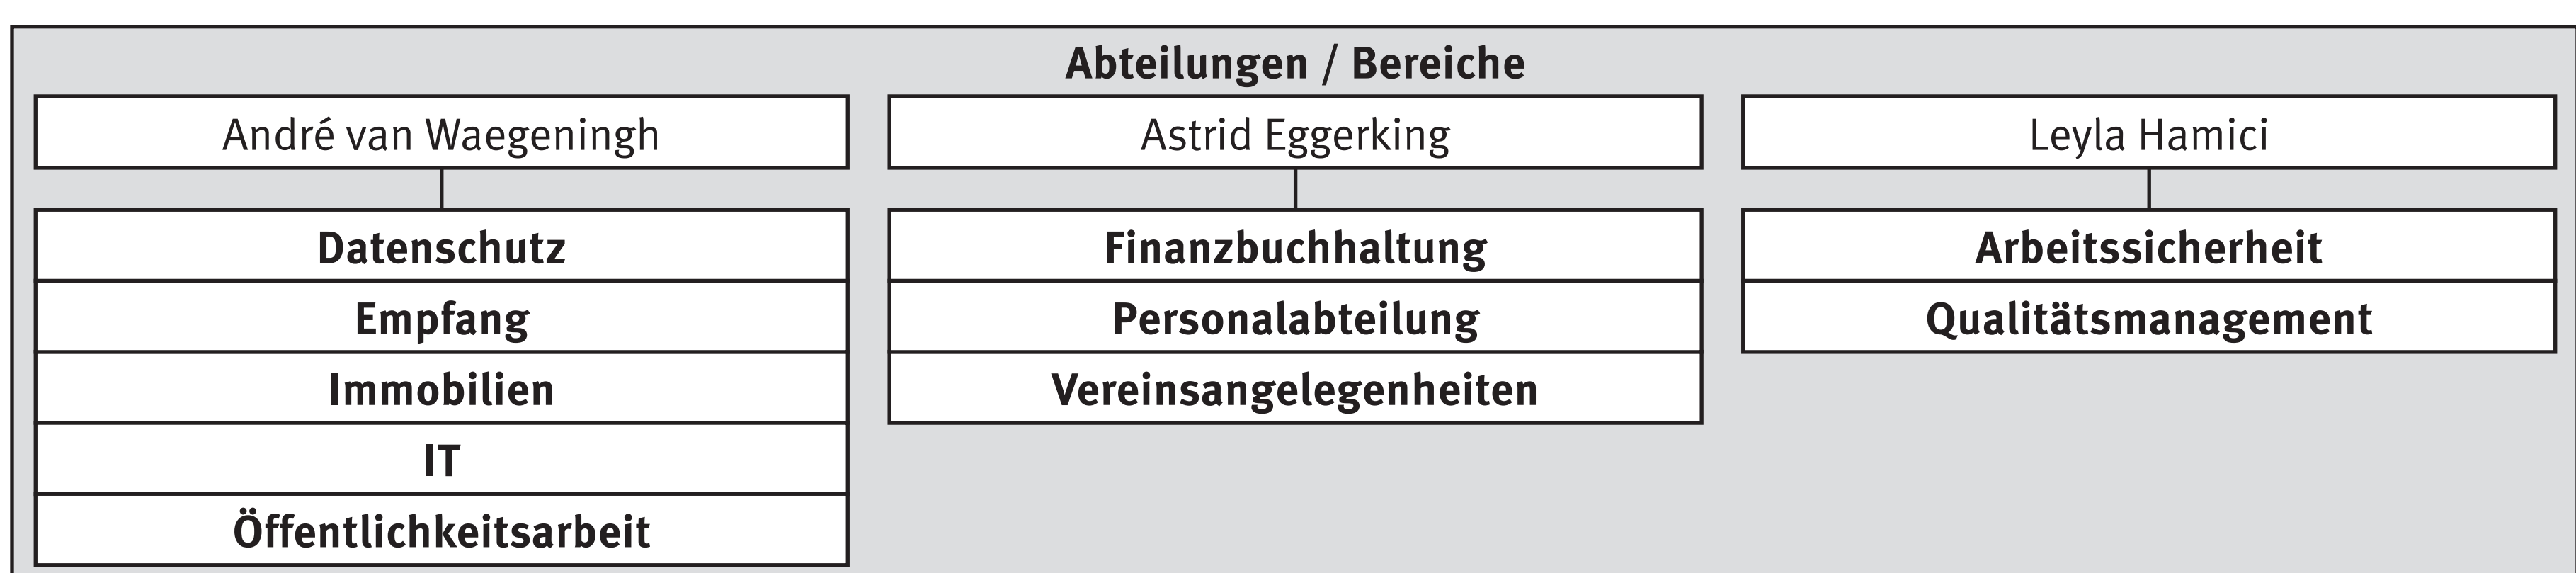 Abteilungen / Bereiche
André van Waegeningh
Datenschutz
Empfang
Immobilien
IT
Öffentlichkeitsarbeit
Astrid Eggerking
Finanzbuchhaltung
Personalabteilung
Vereinsangelegenheiten
Leyla Hamici
Arbeitssicherheit
Qualitätsmanagement